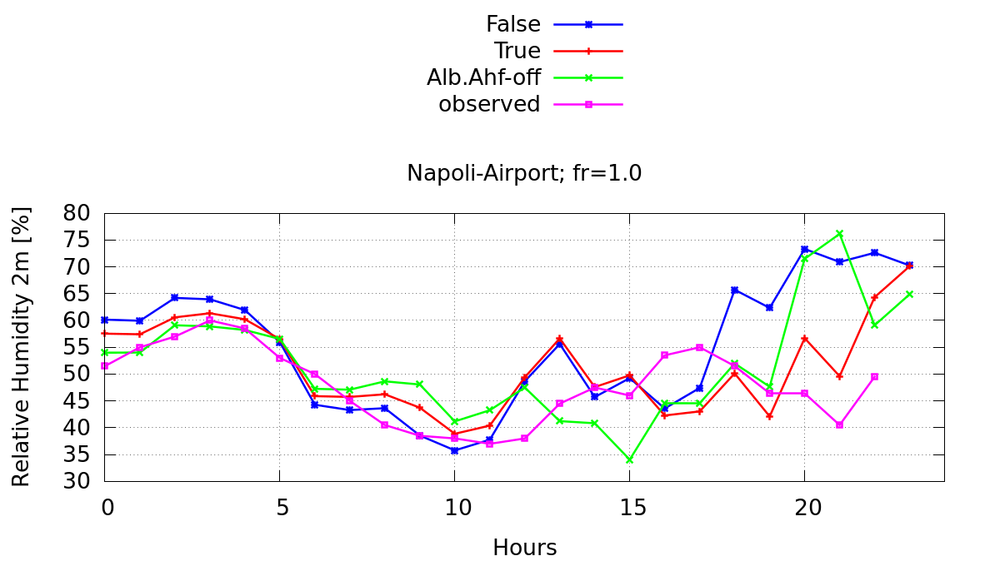 False
True
Alb.Ahf-off
observed
Napoli-Airport; fr=1.0
Relative Humidity 2m [%]
80
75
70
65
60
55
50
45
40
35
30
0 5 10 15 20
Hours